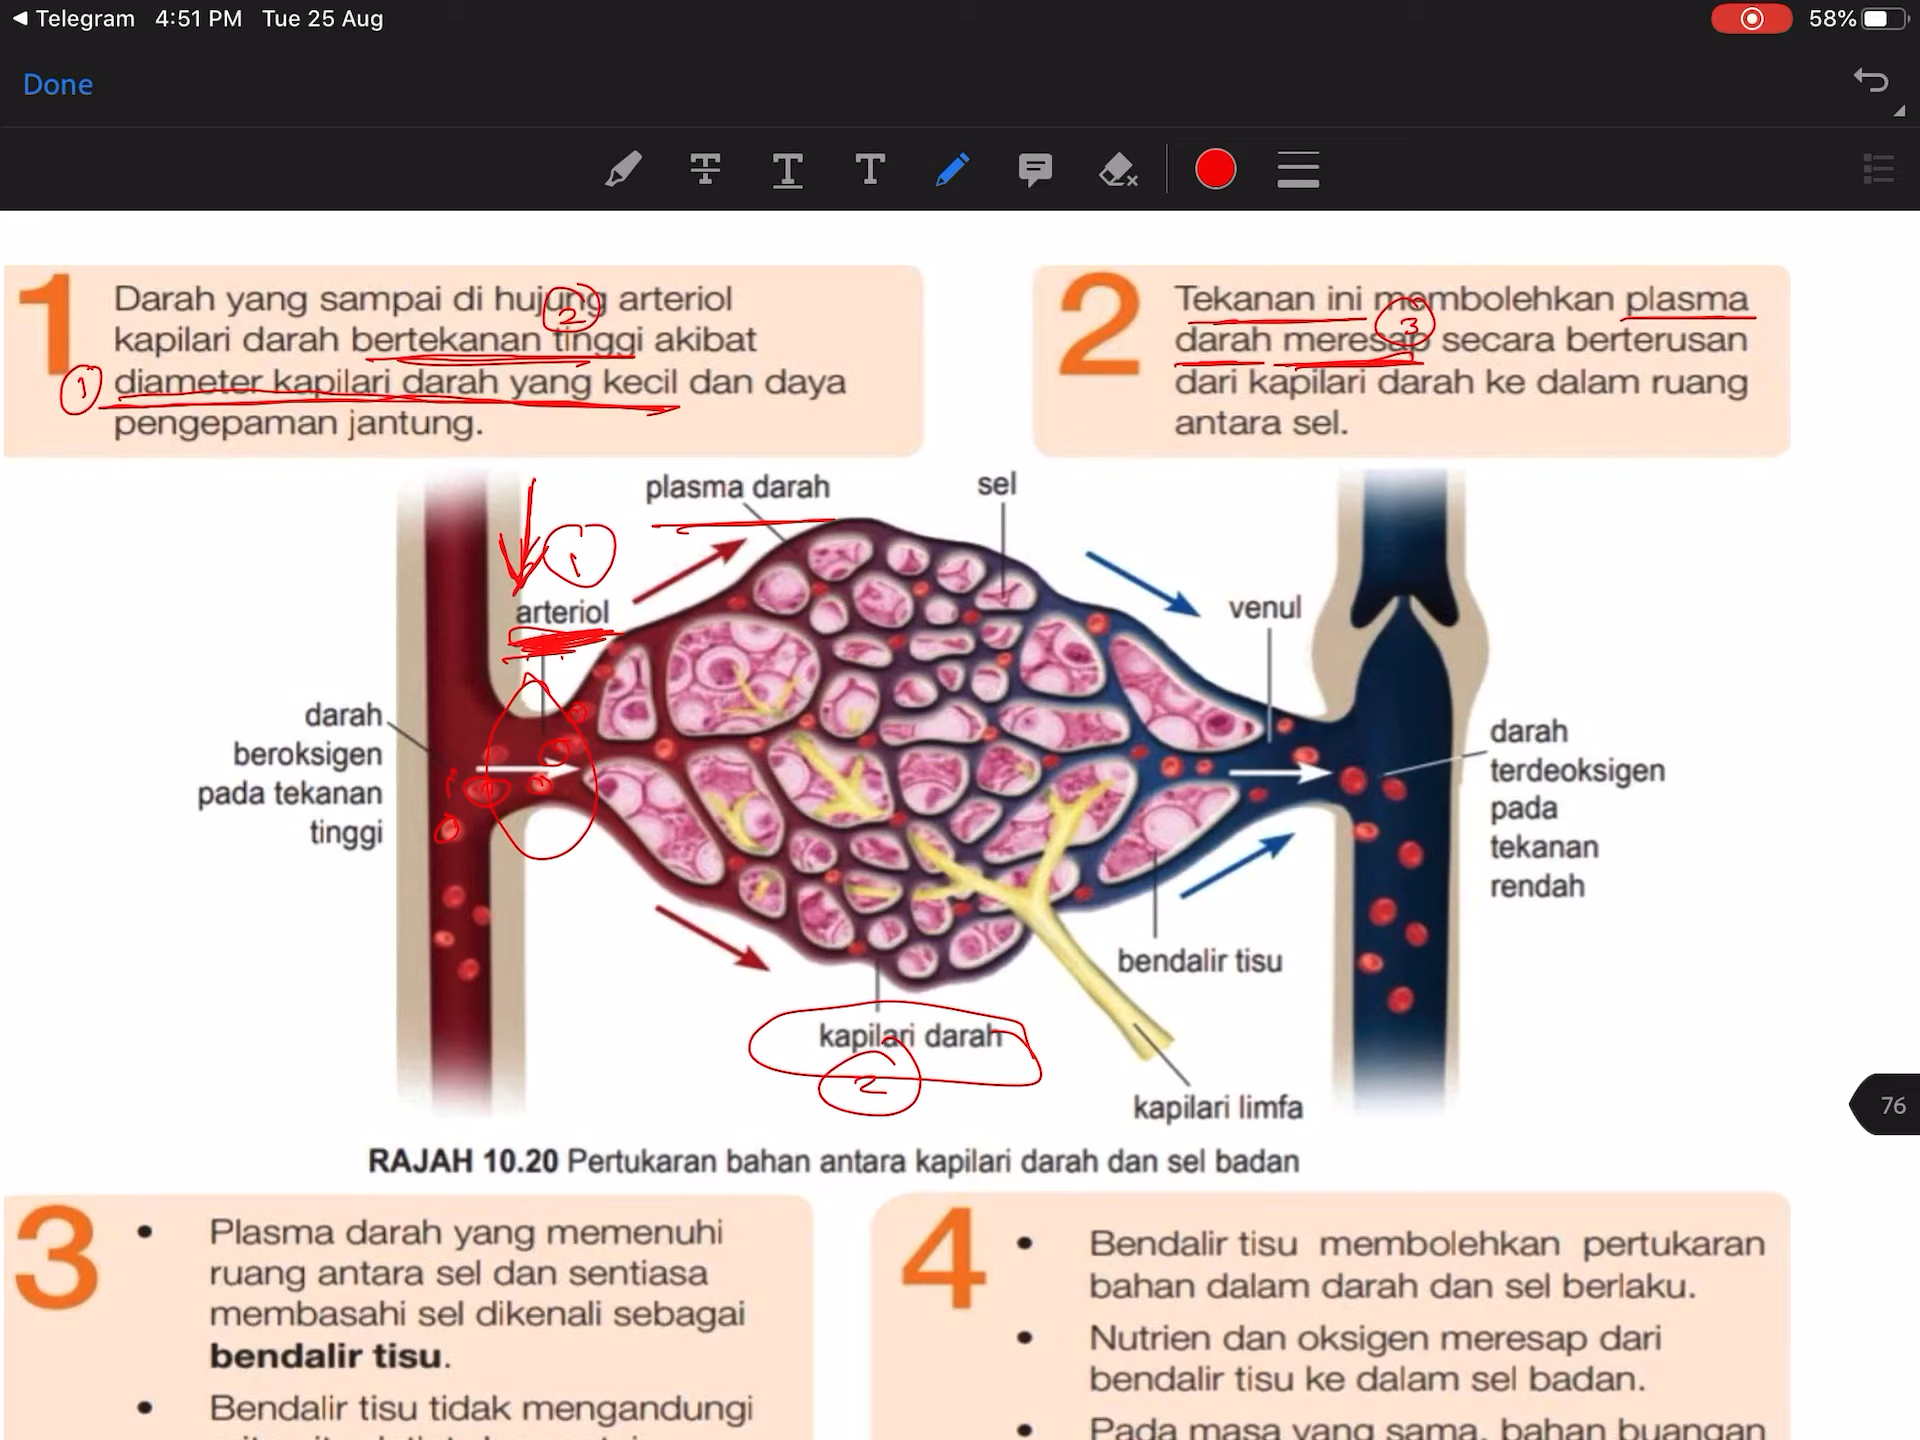 Telegram 4:51 PM Tue 25 Aug
58%
Done
1
Darah yang sampai di hujung arteriol
kapilari darah bertekanan tinggi akibat
diameter kapilari darah yang kecil dan daya
pengepaman jantung.
2
1
2
Tekanan ini membolehkan plasma
darah meresap secara berterusan
dari kapilari darah ke dalam ruang
antara sel.
3
plasma darah
sel
1
arteriol
venul
darah
beroksigen
pada tekanan
tinggi
darah
terdeoksigen
pada
tekanan
rendah
bendalir tisu
kapilari darah
2
kapilari limfa
76
RAJAH 10.20 Pertukaran bahan antara kapilari darah dan sel badan
3
• Plasma darah yang memenuhi
ruang antara sel dan sentiasa
membasahi sel dikenali sebagai
bendalir tisu.
• Bendalir tisu tidak mengandungi
4
• Bendalir tisu membolehkan pertukaran
bahan dalam darah dan sel berlaku.
• Nutrien dan oksigen meresap dari
bendalir tisu ke dalam sel badan.
• Pada masa yang sama, bahan buangan